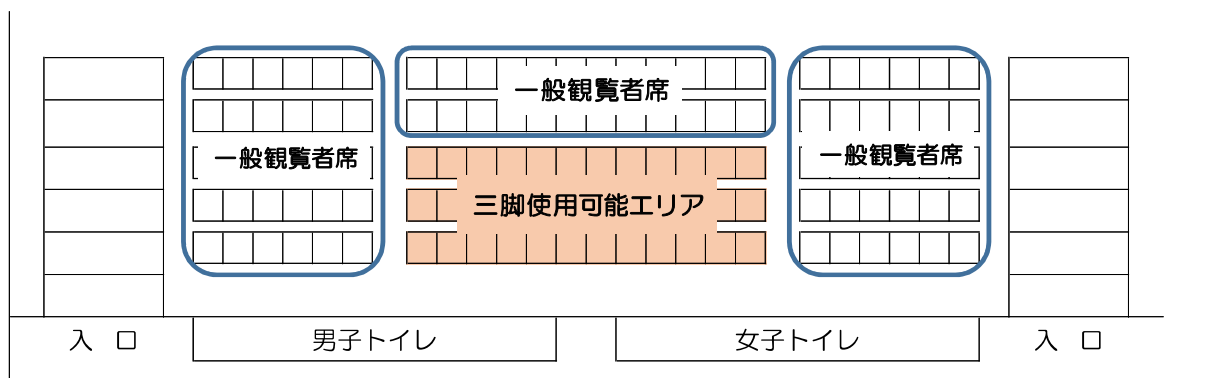 一般観覧者席
一般観覧者席
一般観覧者席
三脚使用可能エリア
入 口
男子トイレ
女子トイレ
入 口